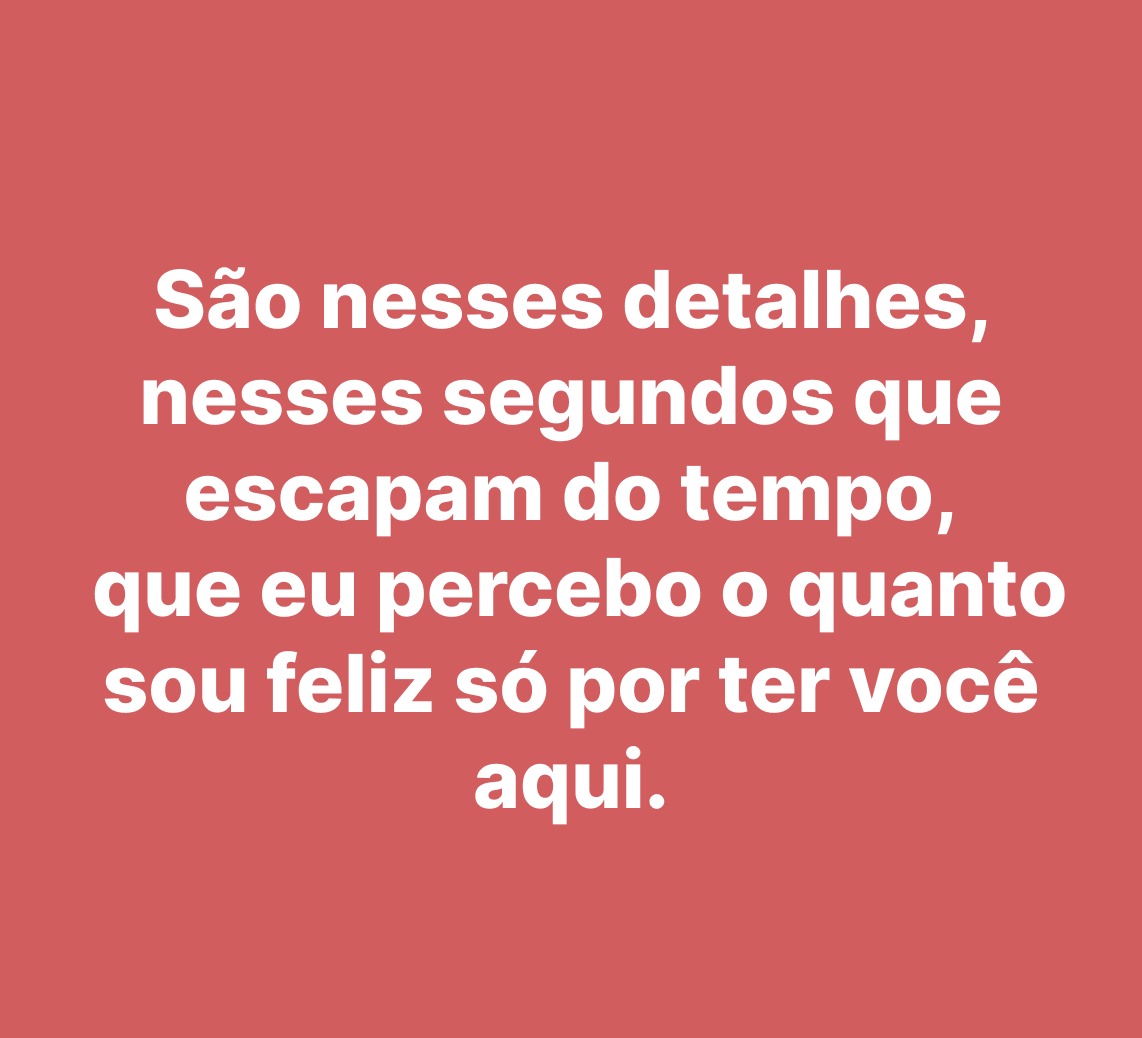 São nesses detalhes,
nesses segundos que
escapam do tempo,
que eu percebo o quanto
sou feliz só por ter você
aqui.